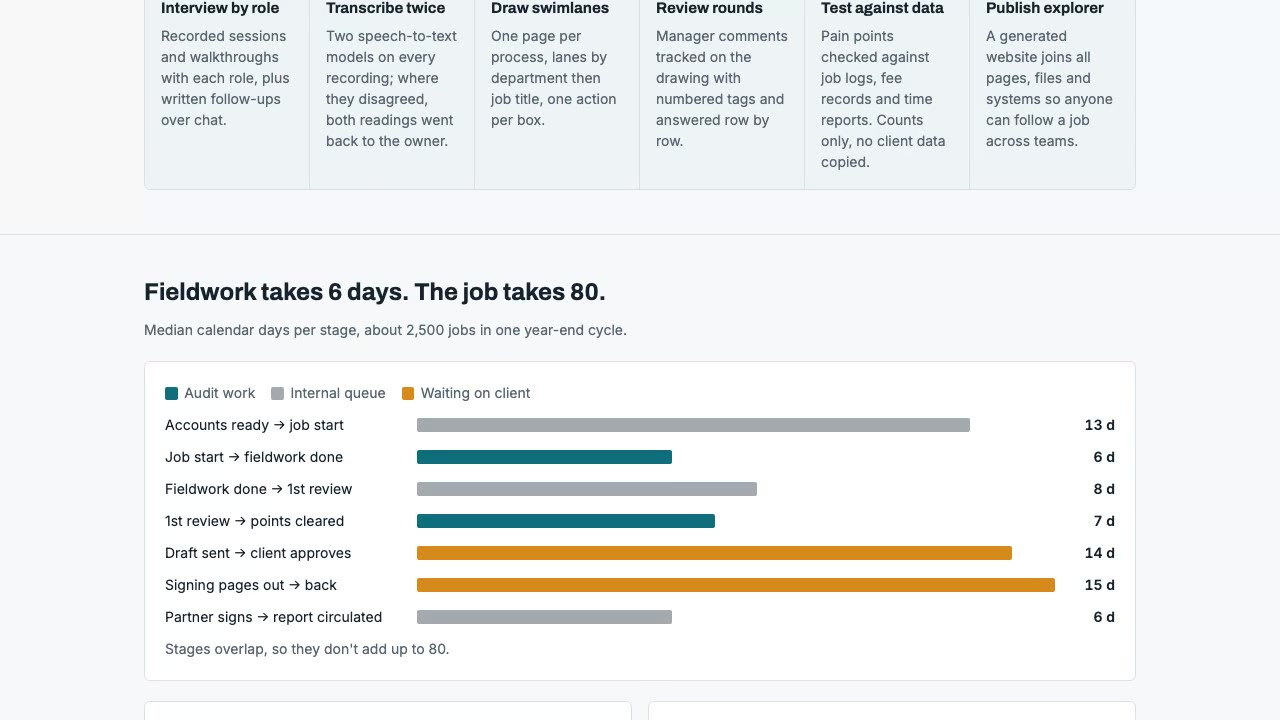 Interview by role
Recorded sessions
and walkthroughs
with each role, plus
written follow-ups
over chat.
Transcribe twice
Two speech-to-text
models on every
recording; where
they disagreed,
both readings went
back to the owner.
Draw swimlanes
One page per
process, lanes by
department then
job title, one action
per box.
Review rounds
Manager comments
tracked on the
drawing with
numbered tags and
answered row by
row.
Test against data
Pain points
checked against
job logs, fee
records and time
reports. Counts
only, no client data
copied.
Publish explorer
A generated
website joins all
pages, files and
systems so anyone
can follow a job
across teams.
Fieldwork takes 6 days. The job takes 80.
Median calendar days per stage, about 2,500 jobs in one year-end cycle.
Audit work Internal queue Waiting on client
Accounts ready → job start 13 d
Job start → fieldwork done 6 d
Fieldwork done → 1st review 8 d
1st review → points cleared 7 d
Draft sent → client approves 14 d
Signing pages out → back 15 d
Partner signs → report circulated 6 d
Stages overlap, so they don't add up to 80.